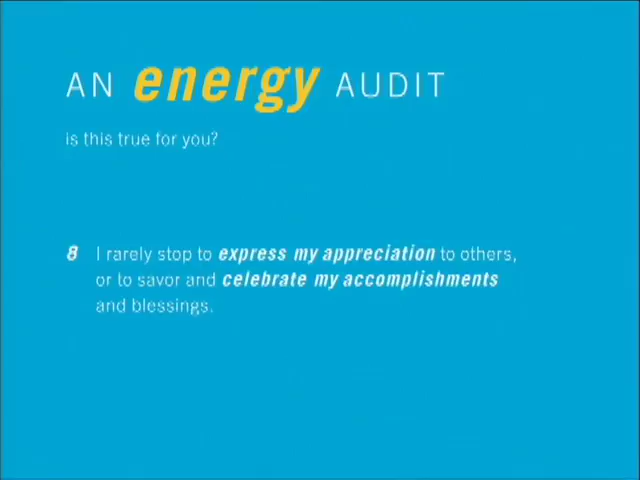 AN energy AUDIT
is this true for you?
8 I rarely stop to express my appreciation to others,
or to savor and celebrate my accomplishments
and blessings.